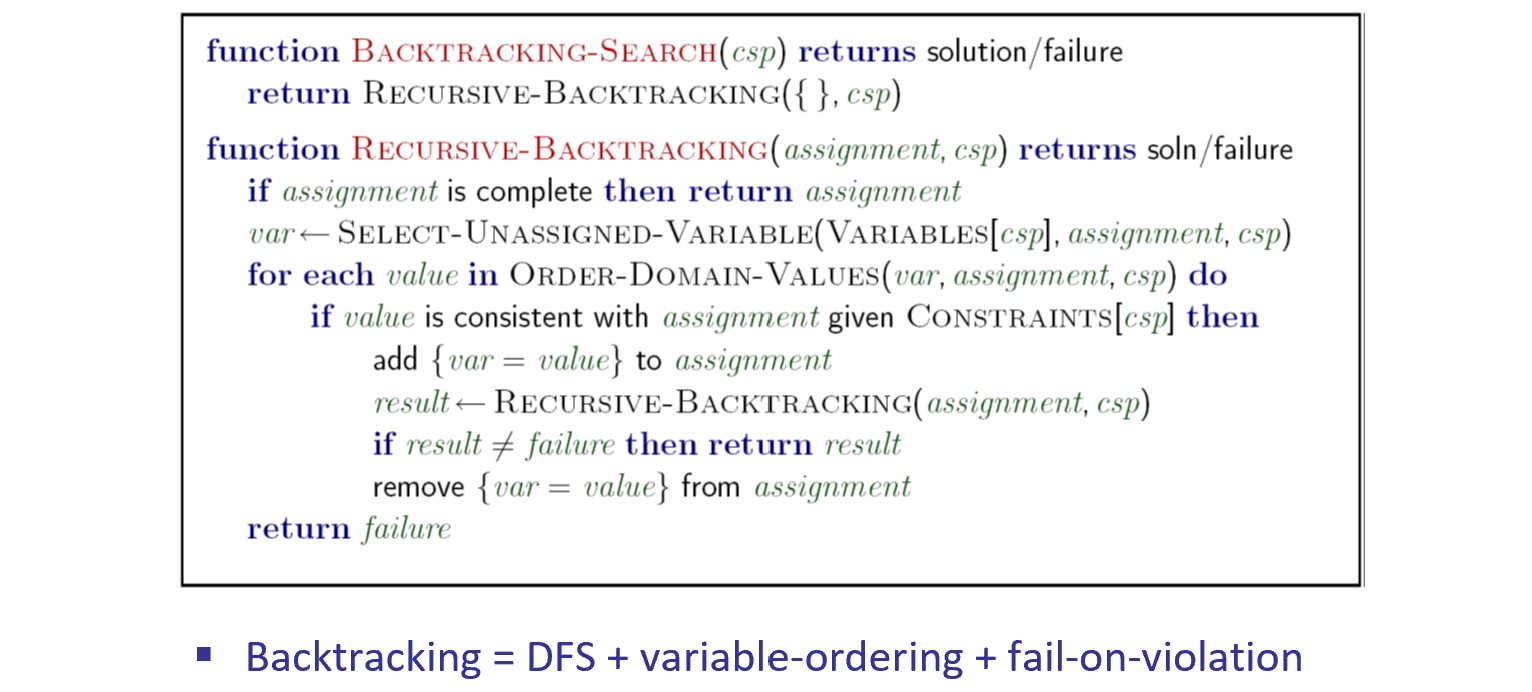 function BACKTRACKING-SEARCH(csp) returns solution/failure
return RECURSIVE-BACKTRACKING({ }, csp)
function RECURSIVE-BACKTRACKING(assignment, csp) returns soln/failure
if assignment is complete then return assignment
var ← SELECT-UNASSIGNED-VARIABLE(VARIABLES[csp], assignment, csp)
for each value in ORDER-DOMAIN-VALUES(var, assignment, csp) do
if value is consistent with assignment given CONSTRAINTS[csp] then
add {var = value} to assignment
result ← RECURSIVE-BACKTRACKING(assignment, csp)
if result ≠ failure then return result
remove {var = value} from assignment
return failure
▪ Backtracking = DFS + variable-ordering + fail-on-violation